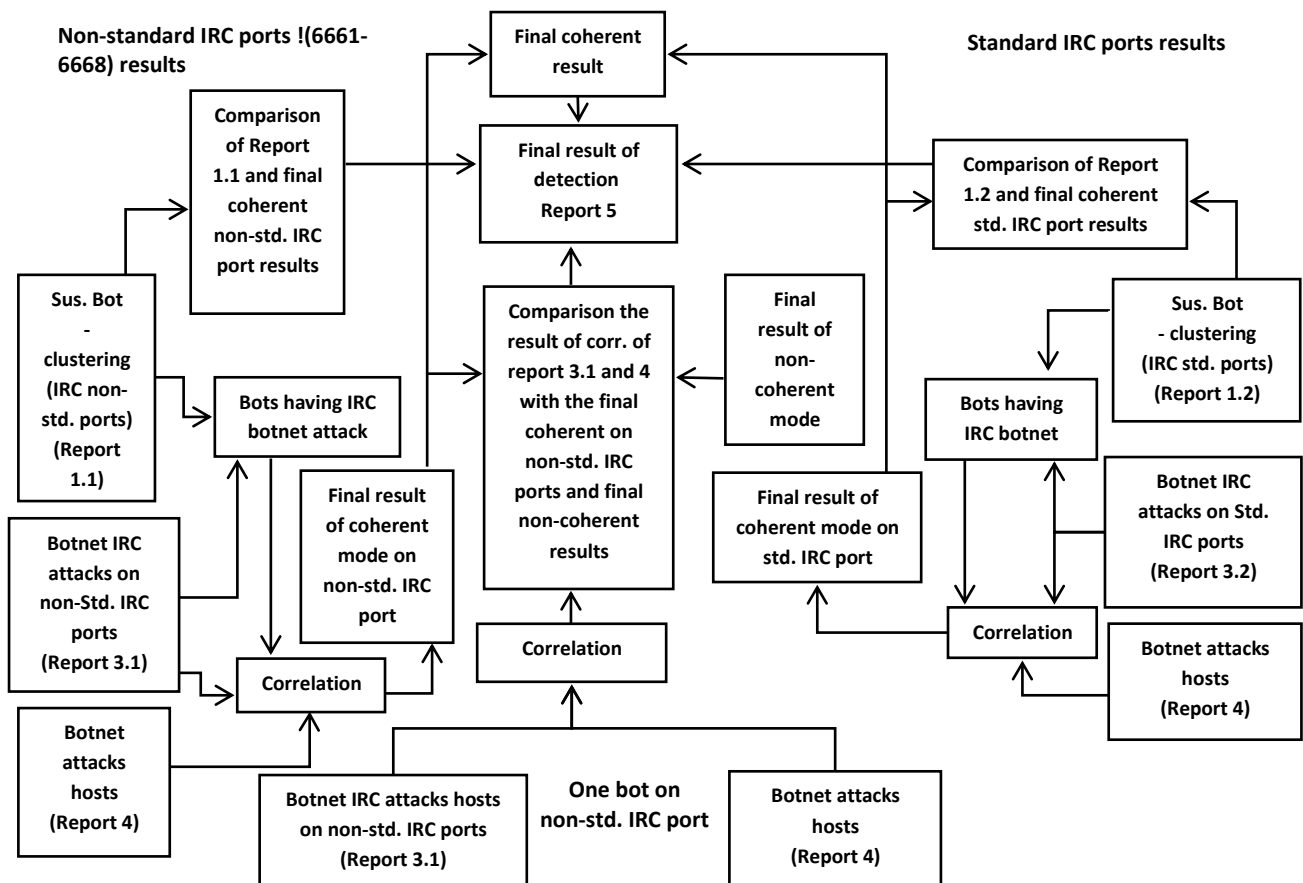 Non-standard IRC ports !(6661-
6668) results
Final coherent
result
Standard IRC ports results
Comparison
of Report
1.1 and final
coherent
non-std. IRC
port results
Final result of
detection
Report 5
Comparison of Report
1.2 and final coherent
std. IRC port results
Sus. Bot
-
clustering
(IRC non-
std. ports)
(Report
1.1)
Bots having IRC
botnet attack
Comparison the
result of corr. of
report 3.1 and 4
with the final
coherent on
non-std. IRC
ports and final
non-coherent
results
Final
result of
non-
coherent
mode
Sus. Bot
- clustering
(IRC std. ports)
(Report 1.2)
Bots having
IRC botnet
Botnet IRC
attacks on
non-Std. IRC
ports
(Report 3.1)
Final result
of coherent
mode on
non-std. IRC
port
Final result of
coherent mode on
std. IRC port
Botnet IRC
attacks on Std.
IRC ports
(Report 3.2)
Correlation
Correlation
Correlation
Botnet
attacks
hosts
(Report 4)
Botnet attacks
hosts
(Report 4)
Botnet IRC attacks hosts
on non-std. IRC ports
(Report 3.1)
One bot on
non-std. IRC port
Botnet attacks
hosts
(Report 4)